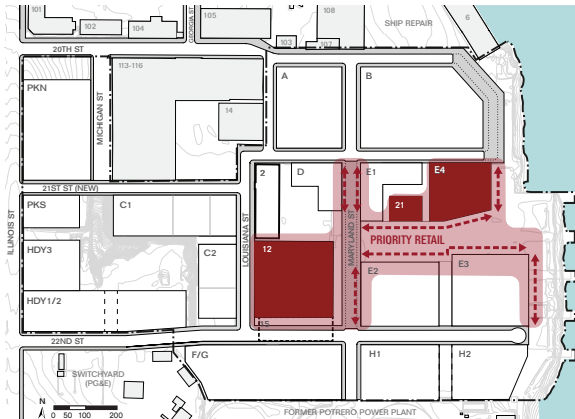 101
102
104
GEORGIA ST
105
103
107
108
SHIP REPAIR
6
20TH ST
PKN
MICHIGAN ST
113-116
14
A
B
21ST ST (NEW)
2
D
E1
E4
21
PKS
C1
ILLINOIS ST
HDY3
C2
LOUISIANA ST
12
MARYLAND ST
PRIORITY RETAIL
E2
E3
HDY1/2
15
22ND ST
F/G
H1
H2
SWITCHYARD
(PG&E)
N
0 50 100 200
FORMER POTRERO POWER PLANT